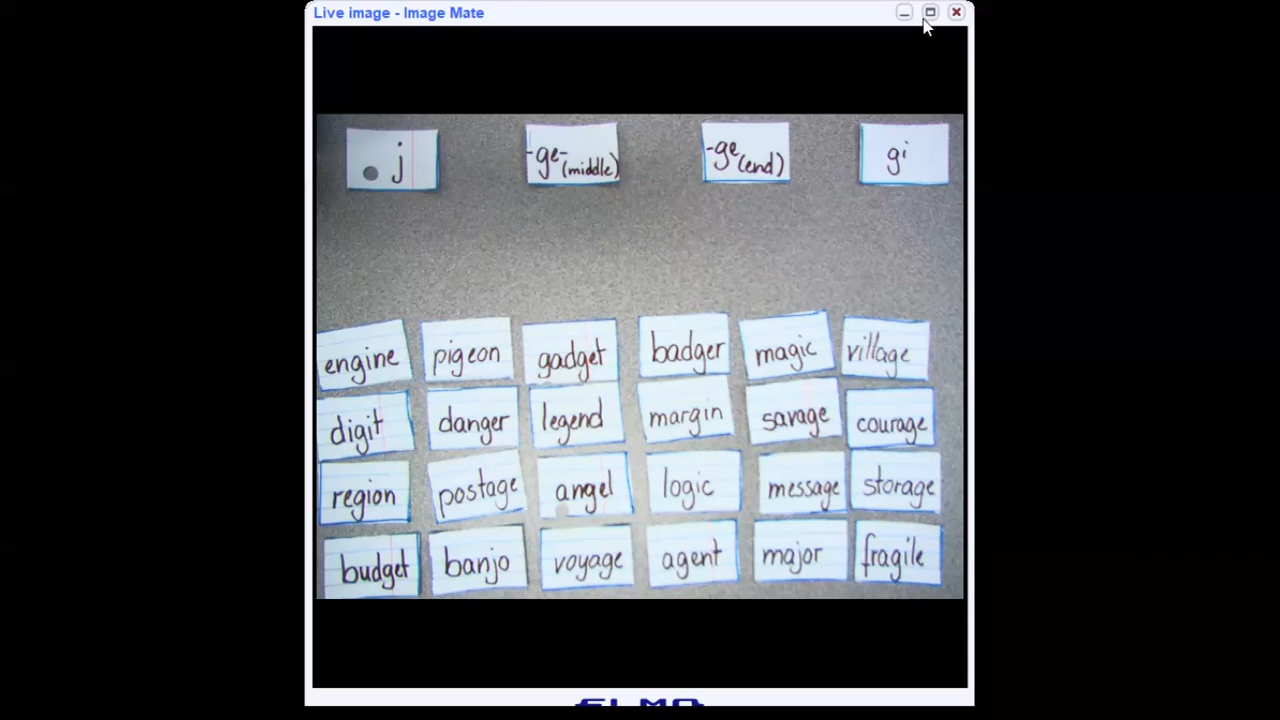 Live image - Image Mate
j -ge- (middle) -ge (end) gi
engine pigeon gadget badger magic village
digit danger legend margin savage courage
region postage angel logic message storage
budget banjo voyage agent major fragile
ELMO